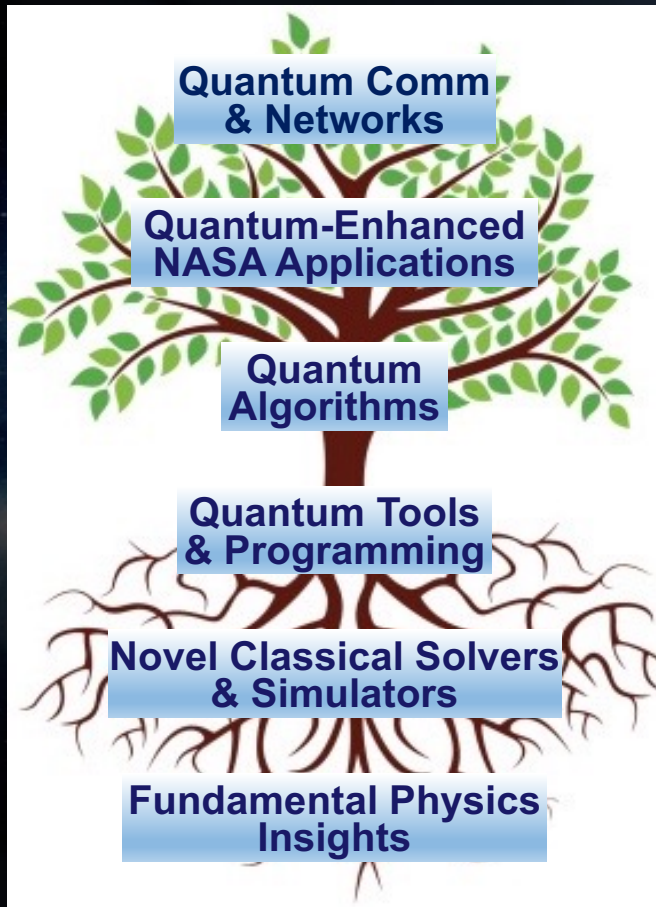 Quantum Comm
& Networks
Quantum-Enhanced
NASA Applications
Quantum
Algorithms
Quantum Tools
& Programming
Novel Classical Solvers
& Simulators
Fundamental Physics
Insights